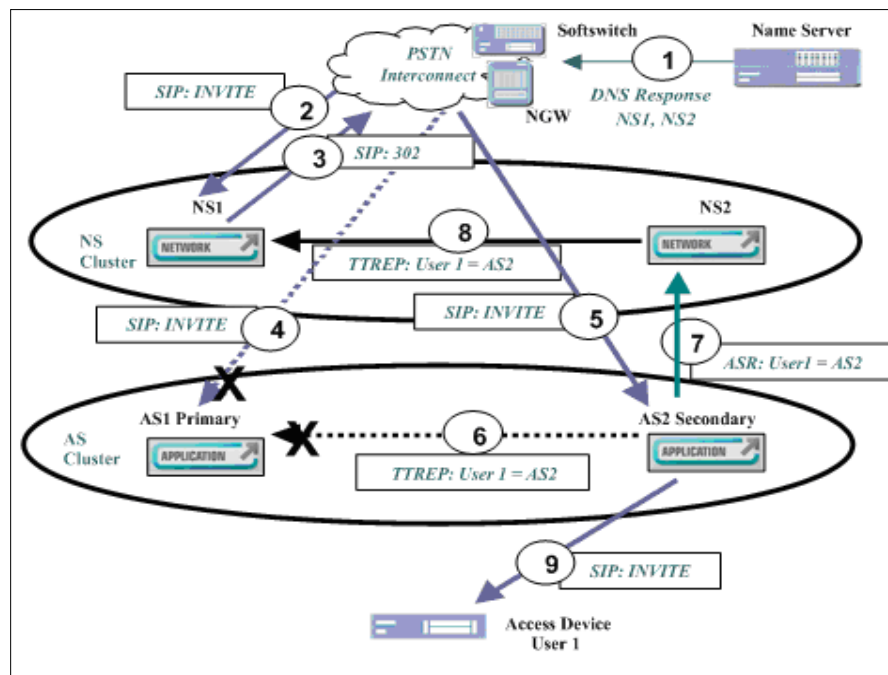 Softswitch
Name Server
PSTN
Interconnect
1
DNS Response
NS1, NS2
NGW
SIP: INVITE
2
3
SIP: 302
NS1
NS2
NS
Cluster
NETWORK
8
NETWORK
TTREP: User 1 = AS2
SIP: INVITE
4
SIP: INVITE
5
7
ASR: User1 = AS2
X
AS1 Primary
AS2 Secondary
AS
Cluster
APPLICATION
X
6
APPLICATION
TTREP: User 1 = AS2
9
SIP: INVITE
Access Device
User 1